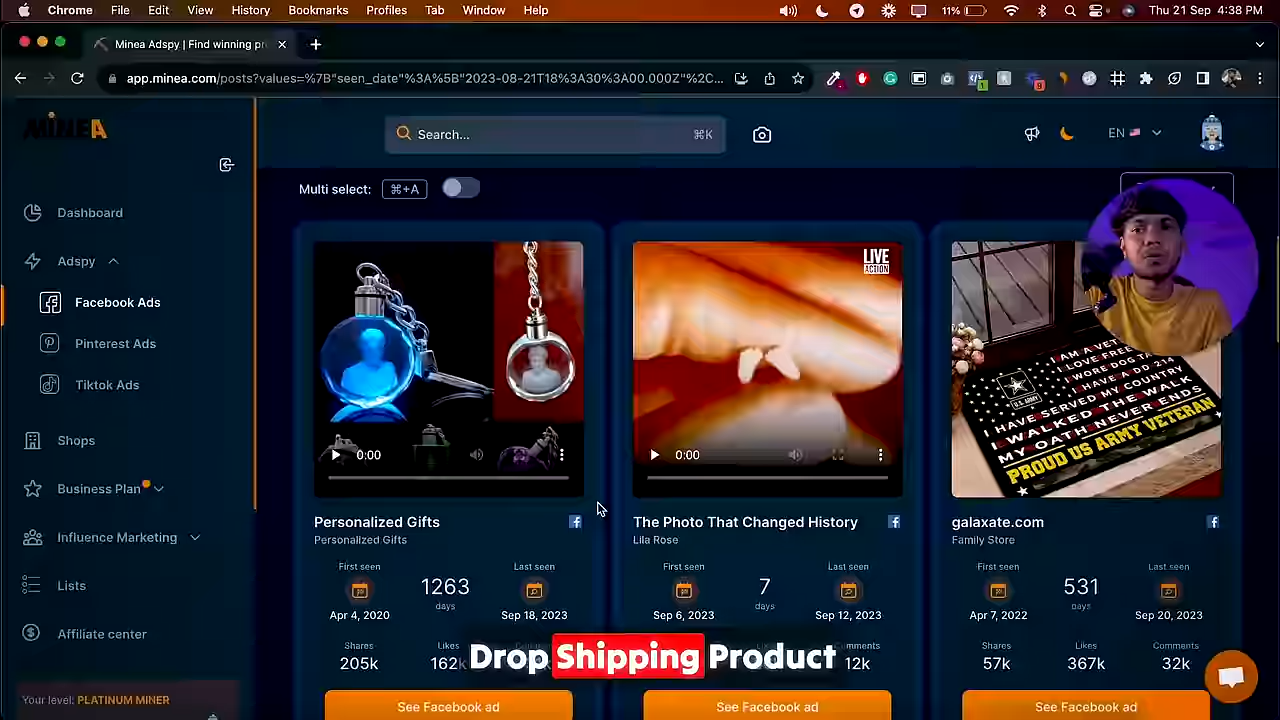 Chrome File Edit View History Bookmarks Profiles Tab Window Help 11% Thu 21 Sep 4:38 PM
Minea Adspy | Find winning pr
app.minea.com/posts?values=%7B"seen_date"%3A%5B"2023-08-21T18%3A30%3A00.000Z"%2C...
MINEA
Search... ⌘K
EN
Multi select: ⌘+A
Dashboard
Adspy
Facebook Ads
Pinterest Ads
Tiktok Ads
Shops
Business Plan
Influence Marketing
Lists
Affiliate center
Your level: PLATINUM MINER
0:00
Personalized Gifts
Personalized Gifts
First seen
1263
days
Last seen
Apr 4, 2020
Sep 18, 2023
Shares
Likes
205k
162k
See Facebook ad
LIVE
ACTION
0:00
The Photo That Changed History
Lila Rose
First seen
7
days
Last seen
Sep 6, 2023
Sep 12, 2023
12k
See Facebook ad
I AM A VET
I LOVE FREE
I WORE DOG TA
I HAVE A DD-214
I HAVE SERVED MY COUNTRY
I WALKED THE WALK
MY OATH NEVER ENDS
PROUD US ARMY VETERAN
U.S. ARMY
galaxate.com
Family Store
First seen
531
days
Last seen
Apr 7, 2022
Sep 20, 2023
Shares
Likes
Comments
57k
367k
32k
See Facebook ad
Drop Shipping Product